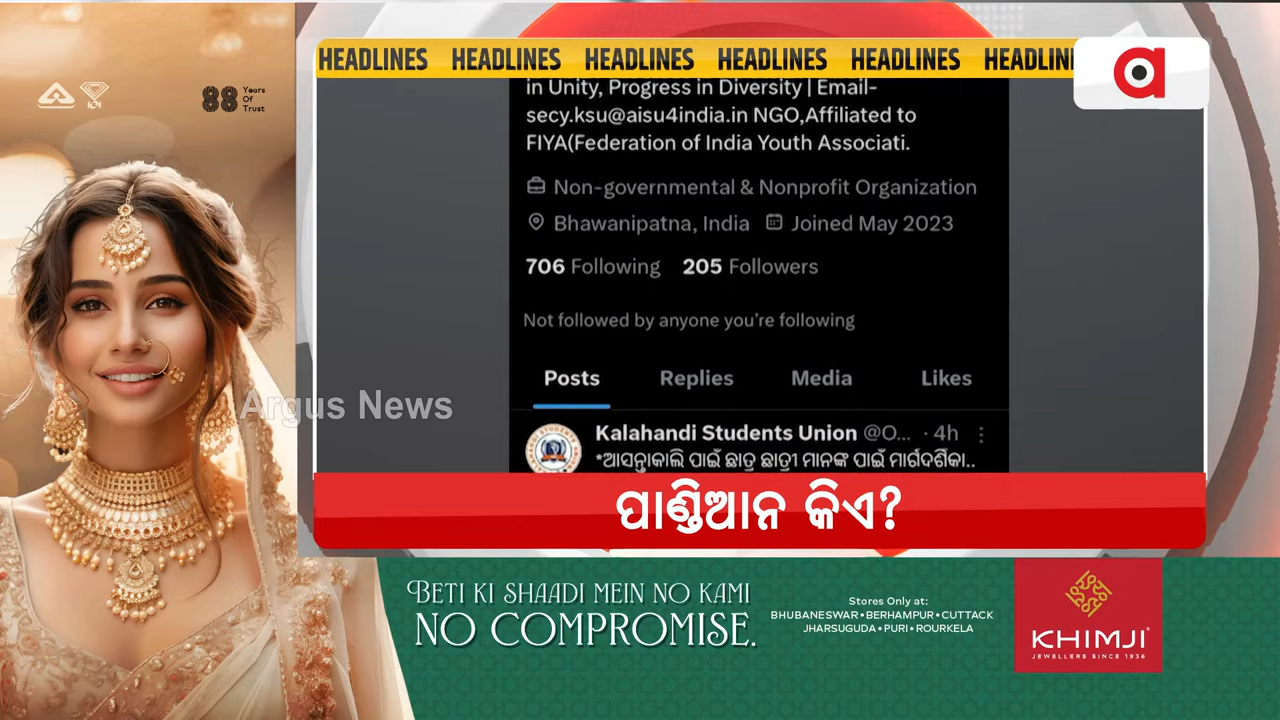 HEADLINES HEADLINES HEADLINES HEADLINES HEADLINES HEADLIN
a
88 Years
Of
Trust
in Unity, Progress in Diversity | Email-
secy.ksu@aisu4india.in NGO,Affiliated to
FIYA(Federation of India Youth Associati.
Non-governmental & Nonprofit Organization
Bhawanipatna, India Joined May 2023
706 Following 205 Followers
Not followed by anyone you're following
Posts Replies Media Likes
Argus News
Kalahandi Students Union @O... · 4h
*ଆସନ୍ତାକାଲି ପାଇଁ ଛାତ୍ର ଛାତ୍ରୀ ମାନଙ୍କ ପାଇଁ ମାର୍ଗଦର୍ଶିକା..
ପାଣ୍ଡିଆନ କିଏ?
BETI KI SHAADI MEIN NO KAMI
NO COMPROMISE.
Stores Only at:
BHUBANESWAR • BERHAMPUR • CUTTACK
JHARSUGUDA • PURI • ROURKELA
KHIMJI
JEWELLERS SINCE 1936